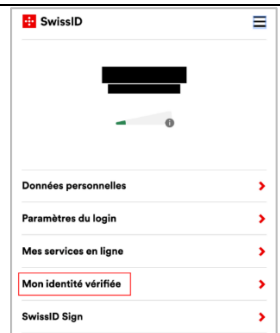 SwissID
Données personnelles
Paramètres du login
Mes services en ligne
Mon identité vérifiée
SwissID Sign